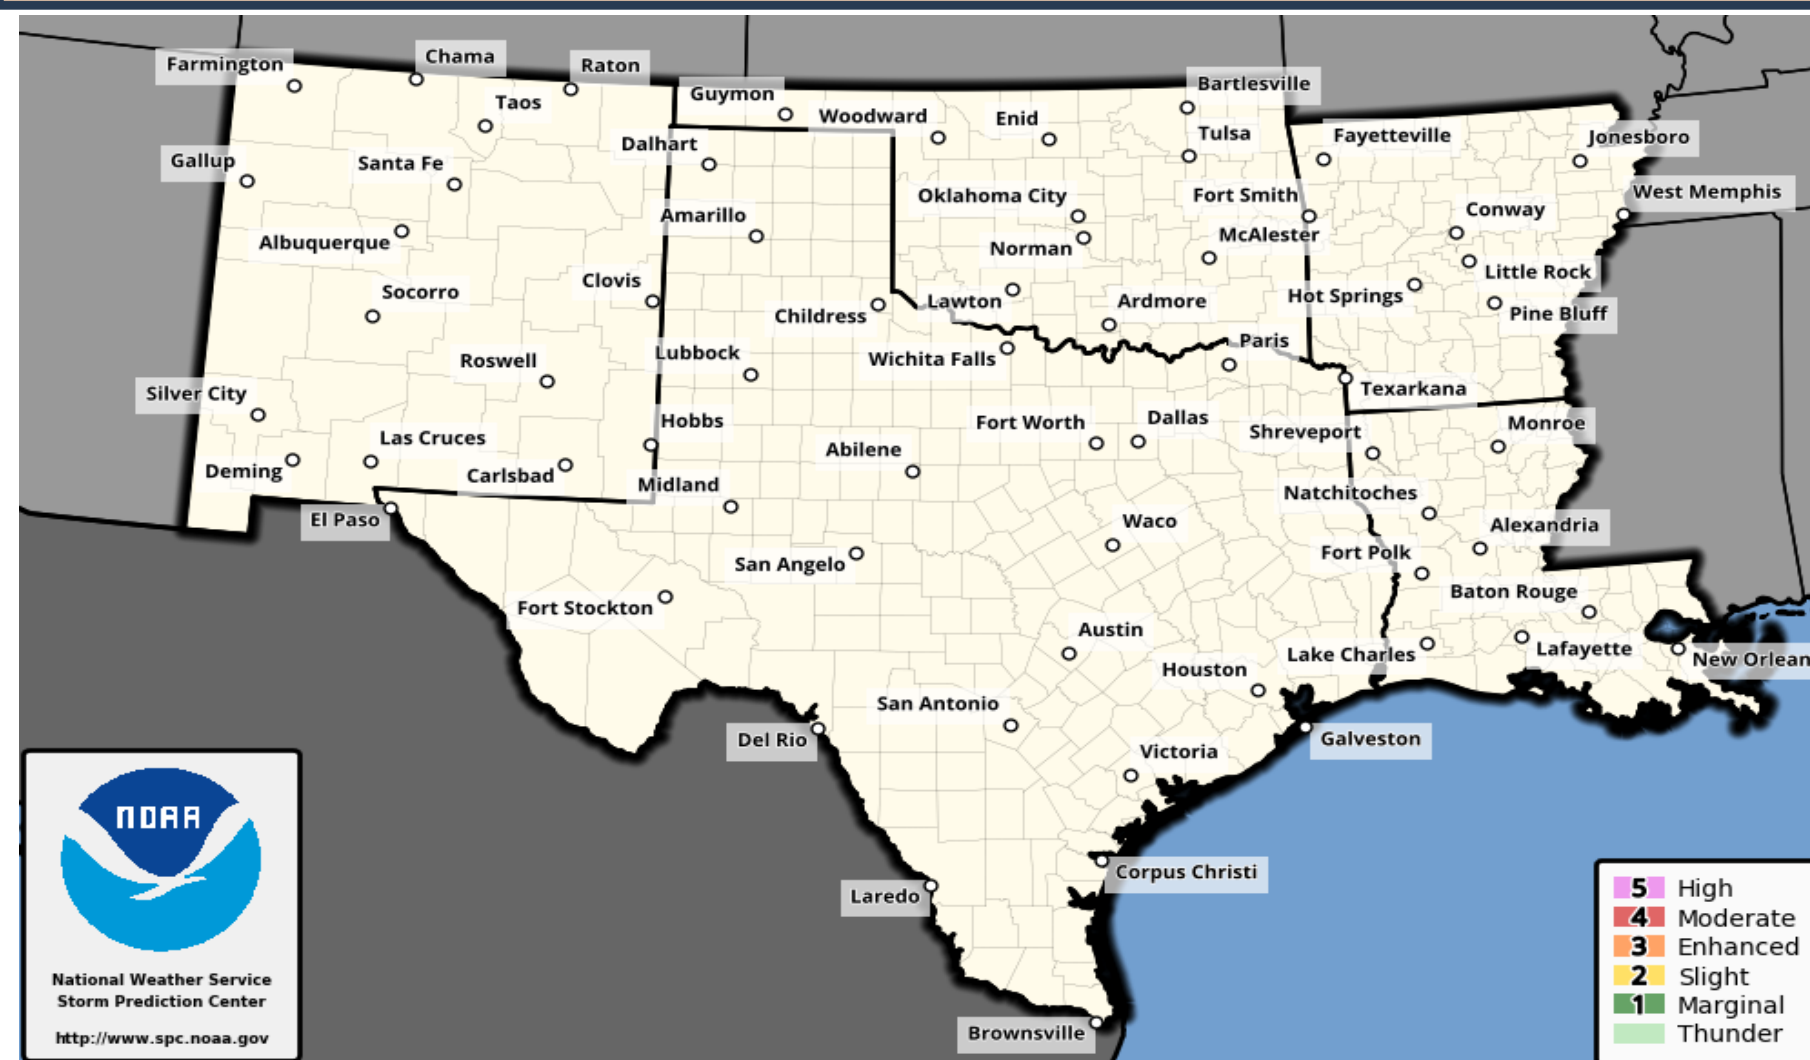 Farmington
Chama
Raton
Taos
Guymon
Woodward
Enid
Bartlesville
Tulsa
Fayetteville
Jonesboro
Gallup
Santa Fe
Dalhart
Oklahoma City
Fort Smith
West Memphis
Albuquerque
Amarillo
Norman
McAlester
Conway
Socorro
Clovis
Childress
Lawton
Ardmore
Hot Springs
Little Rock
Pine Bluff
Roswell
Lubbock
Wichita Falls
Paris
Texarkana
Silver City
Las Cruces
Hobbs
Abilene
Fort Worth
Dallas
Shreveport
Monroe
Deming
Carlsbad
Midland
Natchitoches
El Paso
San Angelo
Waco
Fort Polk
Alexandria
Fort Stockton
Austin
Baton Rouge
Houston
Lake Charles
Lafayette
New Orlean
San Antonio
Del Rio
Victoria
Galveston
Laredo
Corpus Christi
Brownsville
NOAA
National Weather Service
Storm Prediction Center
http://www.spc.noaa.gov
5 High
4 Moderate
3 Enhanced
2 Slight
1 Marginal
Thunder